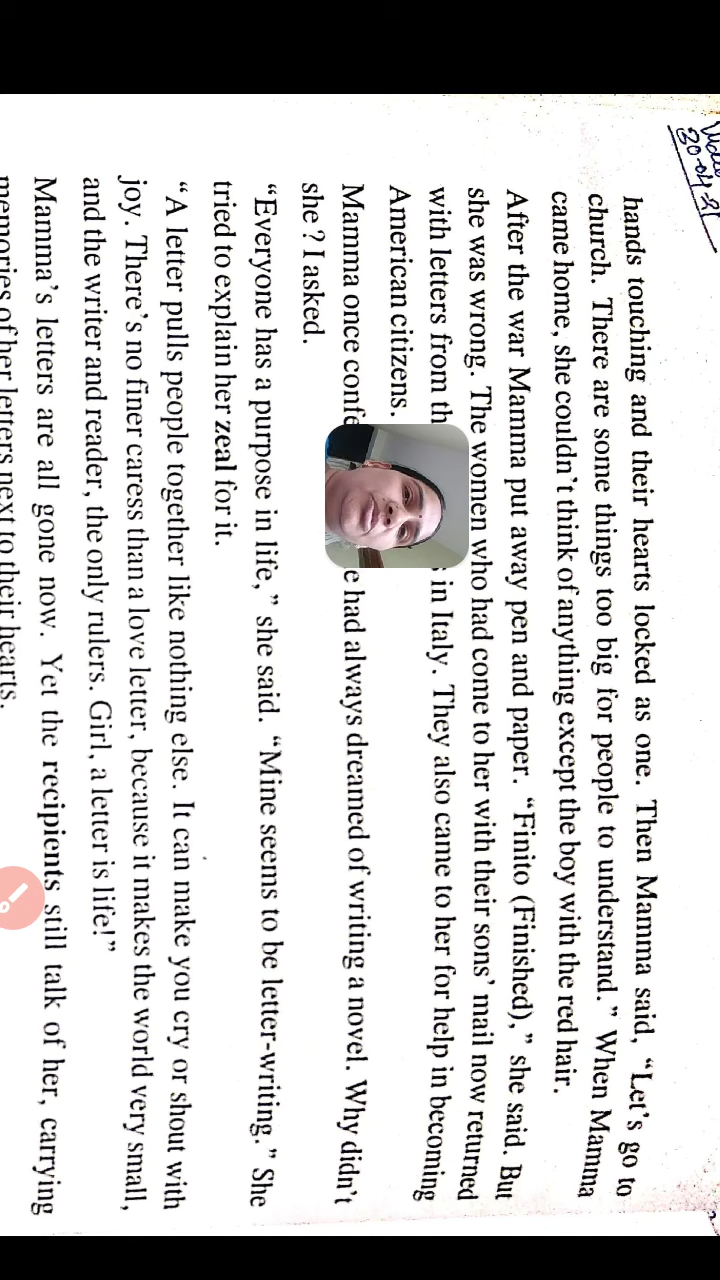 30-04-21
hands touching and their hearts locked as one. Then Mamma said, “Let’s go to
church. There are some things too big for people to understand.” When Mamma
came home, she couldn’t think of anything except the boy with the red hair.
After the war Mamma put away pen and paper. “Finito (Finished),” she said. But
she was wrong. The women who had come to her with their sons’ mail now returned
with letters from in Italy. They also came to her for help in becoming
American citizens.
Mamma once had always dreamed of writing a novel. Why didn’t
she ? I asked.
“Everyone has a purpose in life,” she said. “Mine seems to be letter-writing.” She
tried to explain her zeal for it.
“A letter pulls people together like nothing else. It can make you cry or shout with
joy. There’s no finer caress than a love letter, because it makes the world very small,
and the writer and reader, the only rulers. Girl, a letter is life!”
Mamma’s letters are all gone now. Yet the recipients still talk of her, carrying
memories of her letters next to their hearts.